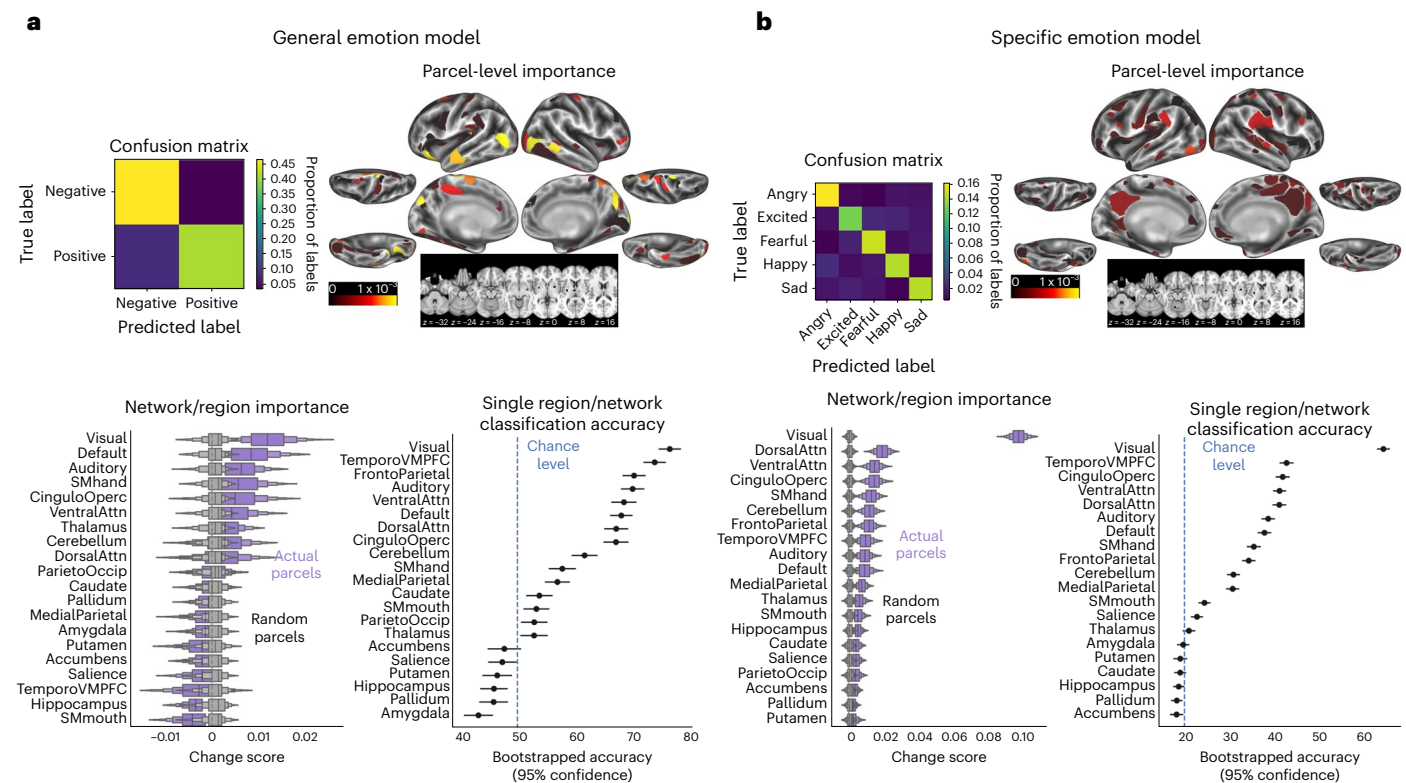 a
General emotion model
Parcel-level importance
Confusion matrix
True label
Negative
Positive
Negative Positive
Predicted label
0.45
0.40
0.35
0.30
0.25
0.20
0.15
0.10
0.05
Proportion of labels
0 1 x 10⁻³
z = −32 z = −24 z = −16 z = −8 z = 0 z = 8 z = 16
Network/region importance
Visual
Default
Auditory
SMhand
CinguloOperc
VentralAttn
Thalamus
Cerebellum
DorsalAttn
ParietoOccip
Caudate
Pallidum
MedialParietal
Amygdala
Putamen
Accumbens
Salience
TemporoVMPFC
Hippocampus
SMmouth
Actual
parcels
Random
parcels
−0.01 0 0.01 0.02
Change score
Single region/network
classification accuracy
Chance
level
Visual
TemporoVMPFC
FrontoParietal
Auditory
VentralAttn
Default
DorsalAttn
CinguloOperc
Cerebellum
SMhand
MedialParietal
Caudate
SMmouth
ParietoOccip
Thalamus
Accumbens
Salience
Putamen
Hippocampus
Pallidum
Amygdala
40 50 60 70 80
Bootstrapped accuracy
(95% confidence)
b
Specific emotion model
Parcel-level importance
Confusion matrix
True label
Angry
Excited
Fearful
Happy
Sad
Angry Excited Fearful Happy Sad
Predicted label
0.16
0.12
0.10
0.08
0.06
0.04
0.02
Proportion of labels
0 1 x 10⁻³
z = −32 z = −24 z = −16 z = −8 z = 0 z = 8 z = 16
Network/region importance
Visual
DorsalAttn
VentralAttn
CinguloOperc
SMhand
Cerebellum
FrontoParietal
TemporoVMPFC
Auditory
Default
MedialParietal
Thalamus
SMmouth
Hippocampus
Caudate
Salience
ParietoOccip
Accumbens
Pallidum
Putamen
Actual
parcels
Random
parcels
0 0.02 0.04 0.06 0.08 0.10
Change score
Single region/network
classification accuracy
Chance
level
Visual
TemporoVMPFC
CinguloOperc
VentralAttn
DorsalAttn
Auditory
Default
SMhand
FrontoParietal
Cerebellum
MedialParietal
SMmouth
Salience
Thalamus
Amygdala
Putamen
Caudate
Hippocampus
Pallidum
Accumbens
20 30 40 50 60
Bootstrapped accuracy
(95% confidence)